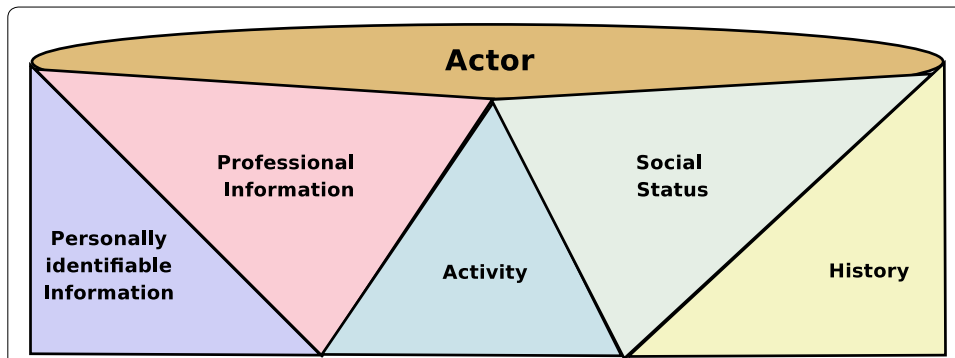 Actor
Professional
Information
Social
Status
Personally
identifiable
Information
Activity
History